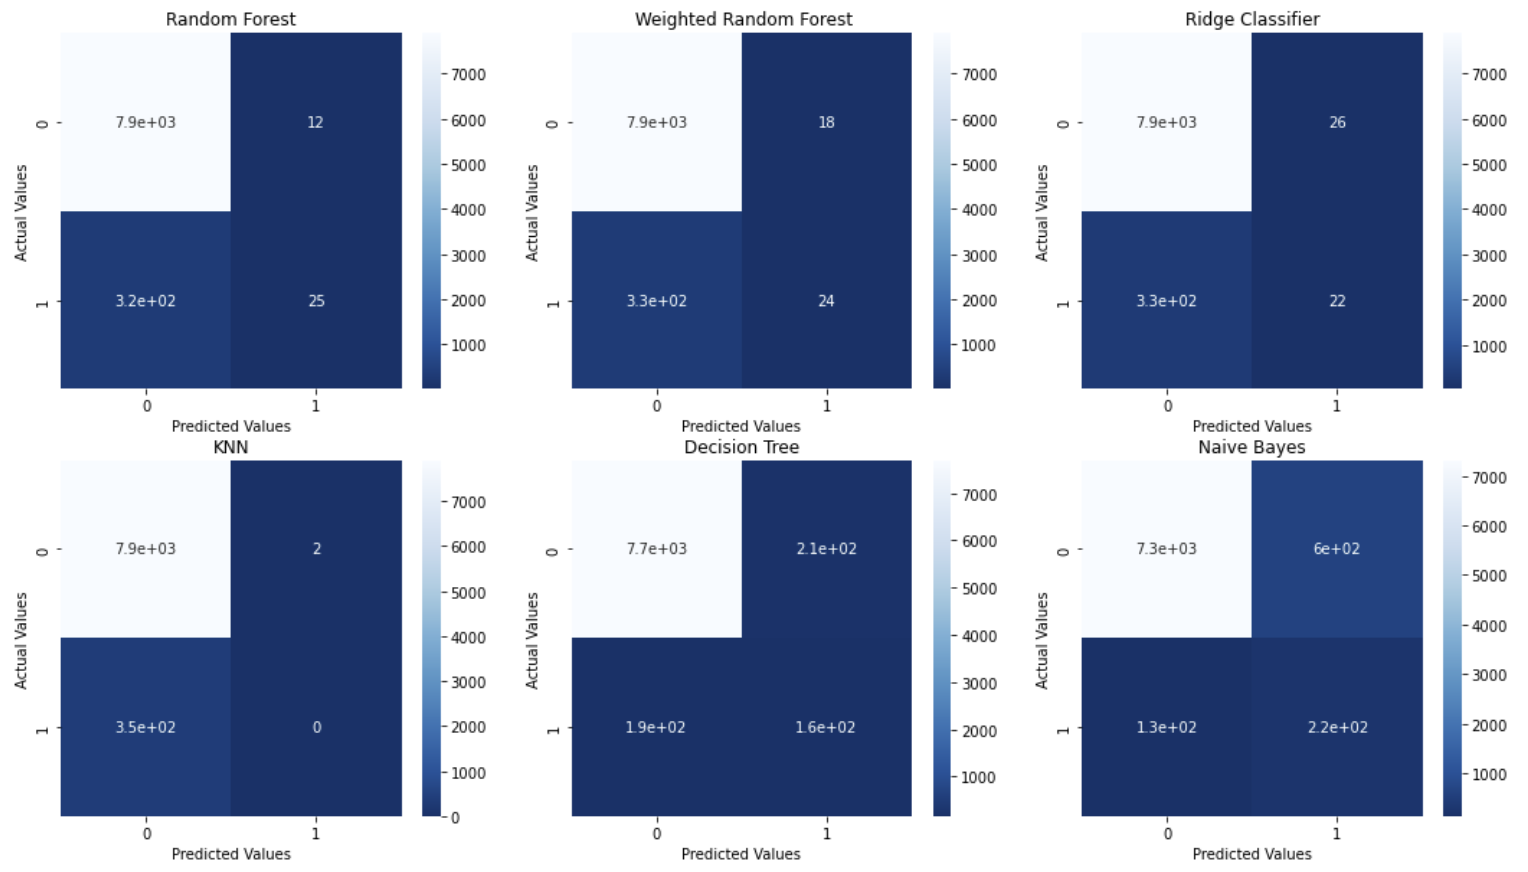 Random Forest
7.9e+03 12
3.2e+02 25
0
1
Actual Values
0 1
Predicted Values
7000
6000
5000
4000
3000
2000
1000
Weighted Random Forest
7.9e+03 18
3.3e+02 24
0
1
Actual Values
0 1
Predicted Values
7000
6000
5000
4000
3000
2000
1000
Ridge Classifier
7.9e+03 26
3.3e+02 22
0
1
Actual Values
0 1
Predicted Values
7000
6000
5000
4000
3000
2000
1000
KNN
7.9e+03 2
3.5e+02 0
0
1
Actual Values
0 1
Predicted Values
7000
6000
5000
4000
3000
2000
1000
0
Decision Tree
7.7e+03 2.1e+02
1.9e+02 1.6e+02
0
1
Actual Values
0 1
Predicted Values
7000
6000
5000
4000
3000
2000
1000
Naive Bayes
7.3e+03 6e+02
1.3e+02 2.2e+02
0
1
Actual Values
0 1
Predicted Values
7000
6000
5000
4000
3000
2000
1000